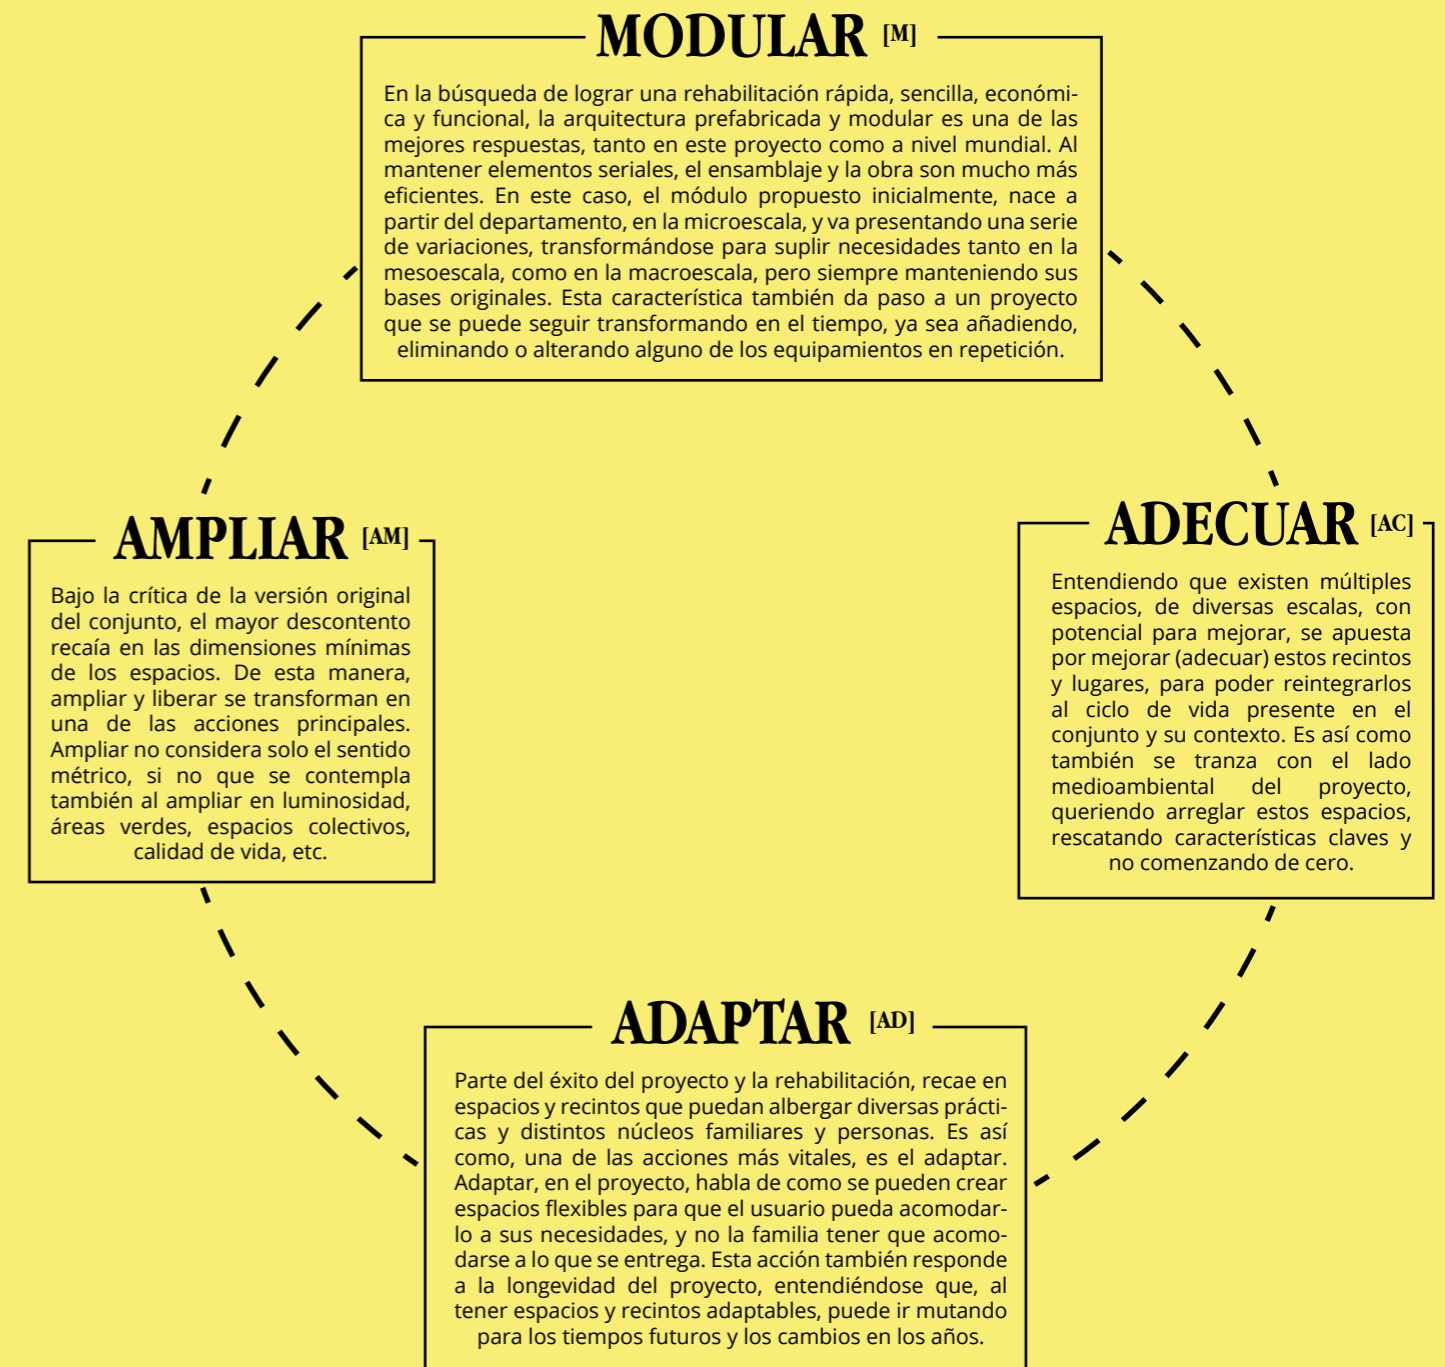 MODULAR [M]
En la búsqueda de lograr una rehabilitación rápida, sencilla, económi-
ca y funcional, la arquitectura prefabricada y modular es una de las
mejores respuestas, tanto en este proyecto como a nivel mundial. Al
mantener elementos seriales, el ensamblaje y la obra son mucho más
eficientes. En este caso, el módulo propuesto inicialmente, nace a
partir del departamento, en la microescala, y va presentando una serie
de variaciones, transformándose para suplir necesidades tanto en la
mesoescala, como en la macroescala, pero siempre manteniendo sus
bases originales. Esta característica también da paso a un proyecto
que se puede seguir transformando en el tiempo, ya sea añadiendo,
eliminando o alterando alguno de los equipamientos en repetición.
AMPLIAR [AM]
Bajo la crítica de la versión original
del conjunto, el mayor descontento
recaía en las dimensiones mínimas
de los espacios. De esta manera,
ampliar y liberar se transforman en
una de las acciones principales.
Ampliar no considera solo el sentido
métrico, si no que se contempla
también al ampliar en luminosidad,
áreas verdes, espacios colectivos,
calidad de vida, etc.
ADECUAR [AC]
Entendiendo que existen múltiples
espacios, de diversas escalas, con
potencial para mejorar, se apuesta
por mejorar (adecuar) estos recintos
y lugares, para poder reintegrarlos
al ciclo de vida presente en el
conjunto y su contexto. Es así como
también se tranza con el lado
medioambiental del proyecto,
queriendo arreglar estos espacios,
rescatando características claves y
no comenzando de cero.
ADAPTAR [AD]
Parte del éxito del proyecto y la rehabilitación, recae en
espacios y recintos que puedan albergar diversas prácti-
cas y distintos núcleos familiares y personas. Es así
como, una de las acciones más vitales, es el adaptar.
Adaptar, en el proyecto, habla de como se pueden crear
espacios flexibles para que el usuario pueda acomodar-
lo a sus necesidades, y no la familia tener que acomo-
darse a lo que se entrega. Esta acción también responde
a la longevidad del proyecto, entendiéndose que, al
tener espacios y recintos adaptables, puede ir mutando
para los tiempos futuros y los cambios en los años.